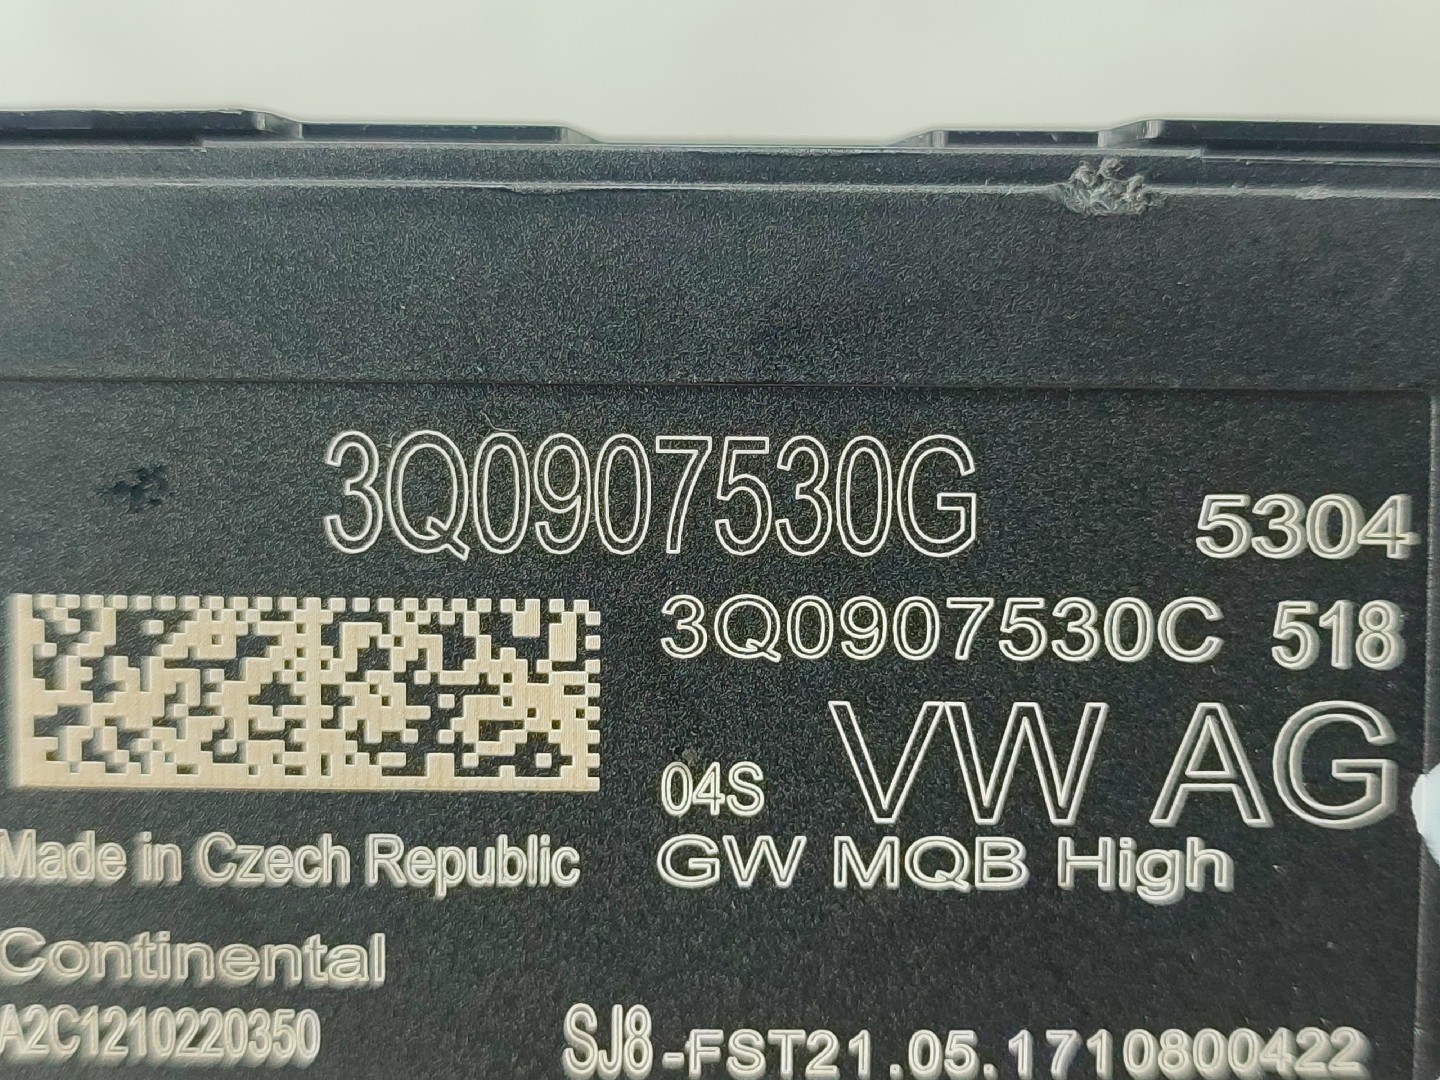 3Q0907530G
5304
3Q0907530C 518
04S VW AG
Made in Czech Republic
GW MQB High
Continental
A2C1210220350
SJ8-FST21.05.1710800422